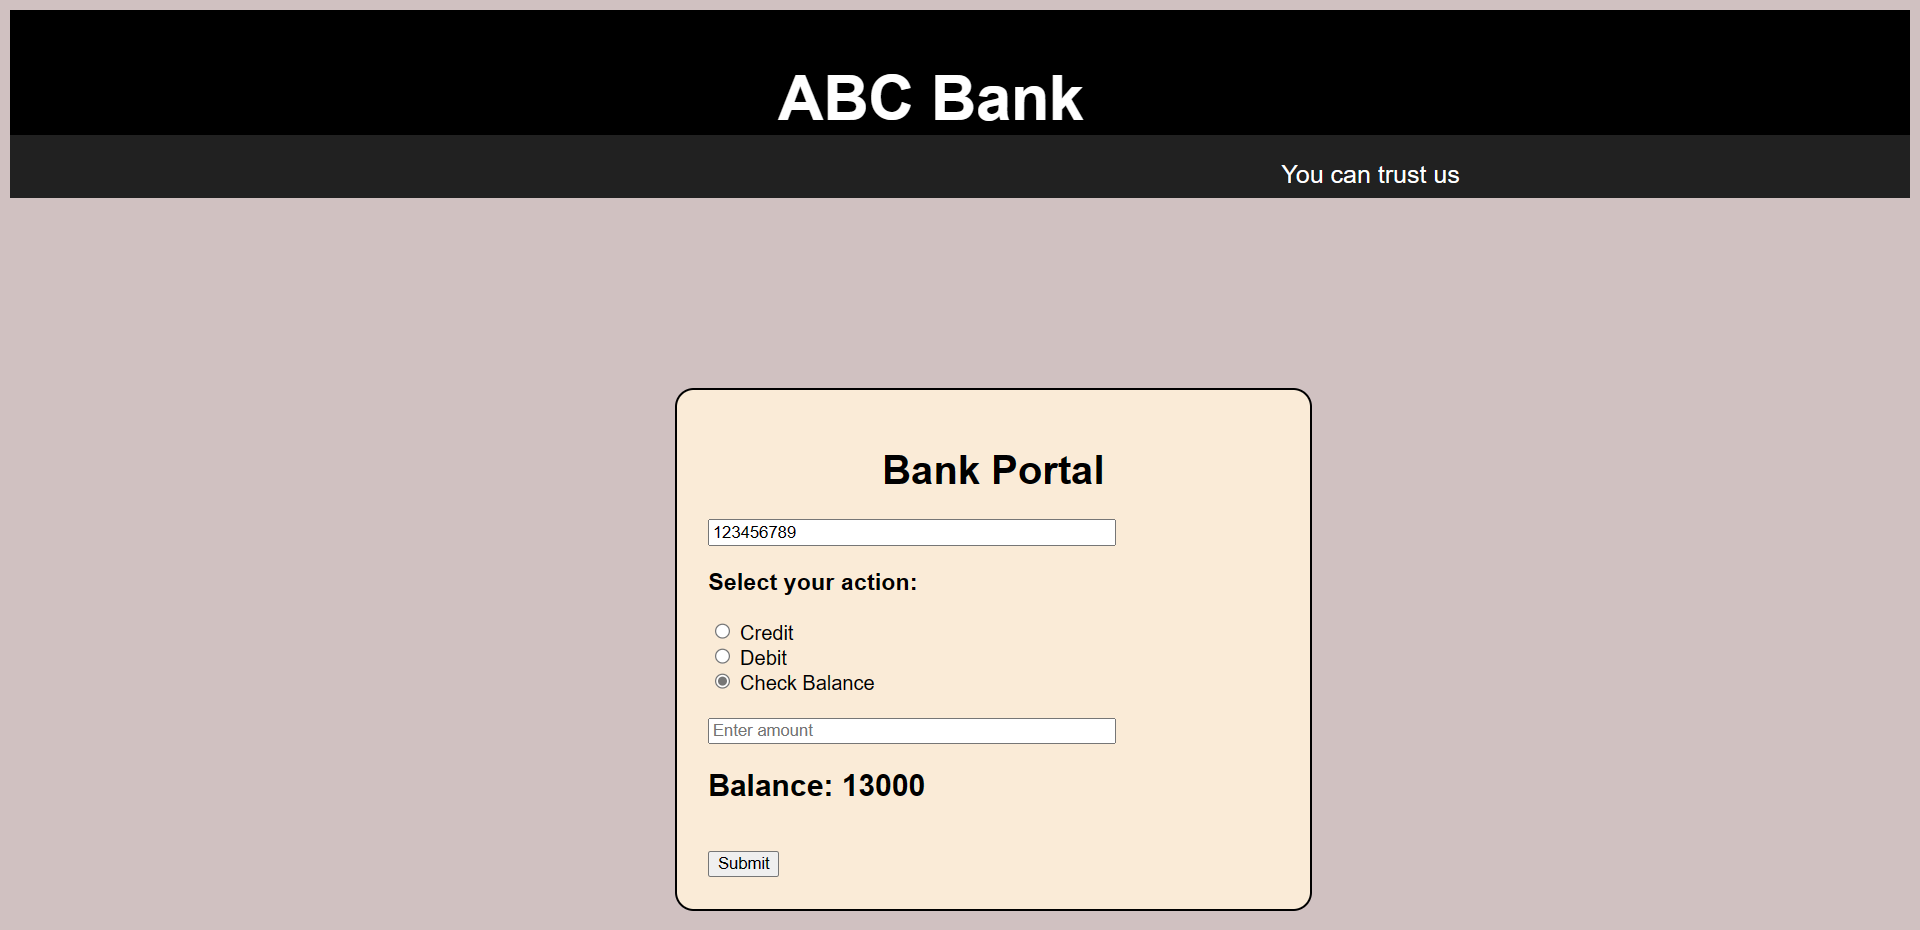 ABC Bank
You can trust us
Bank Portal
123456789
Select your action:
Credit
Debit
Check Balance
Enter amount
Balance: 13000
Submit